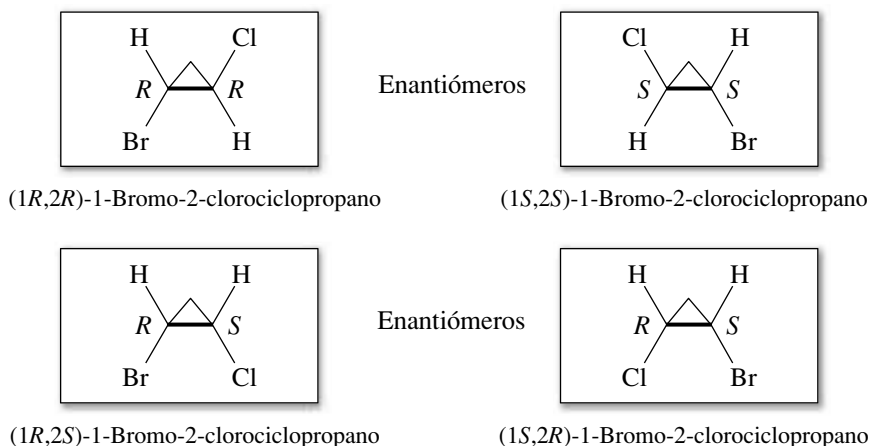 H Cl Cl H
R R Enantiómeros S S
Br H H Br
(1R,2R)-1-Bromo-2-clorociclopropano (1S,2S)-1-Bromo-2-clorociclopropano
H H H H
R S Enantiómeros R S
Br Cl Cl Br
(1R,2S)-1-Bromo-2-clorociclopropano (1S,2R)-1-Bromo-2-clorociclopropano